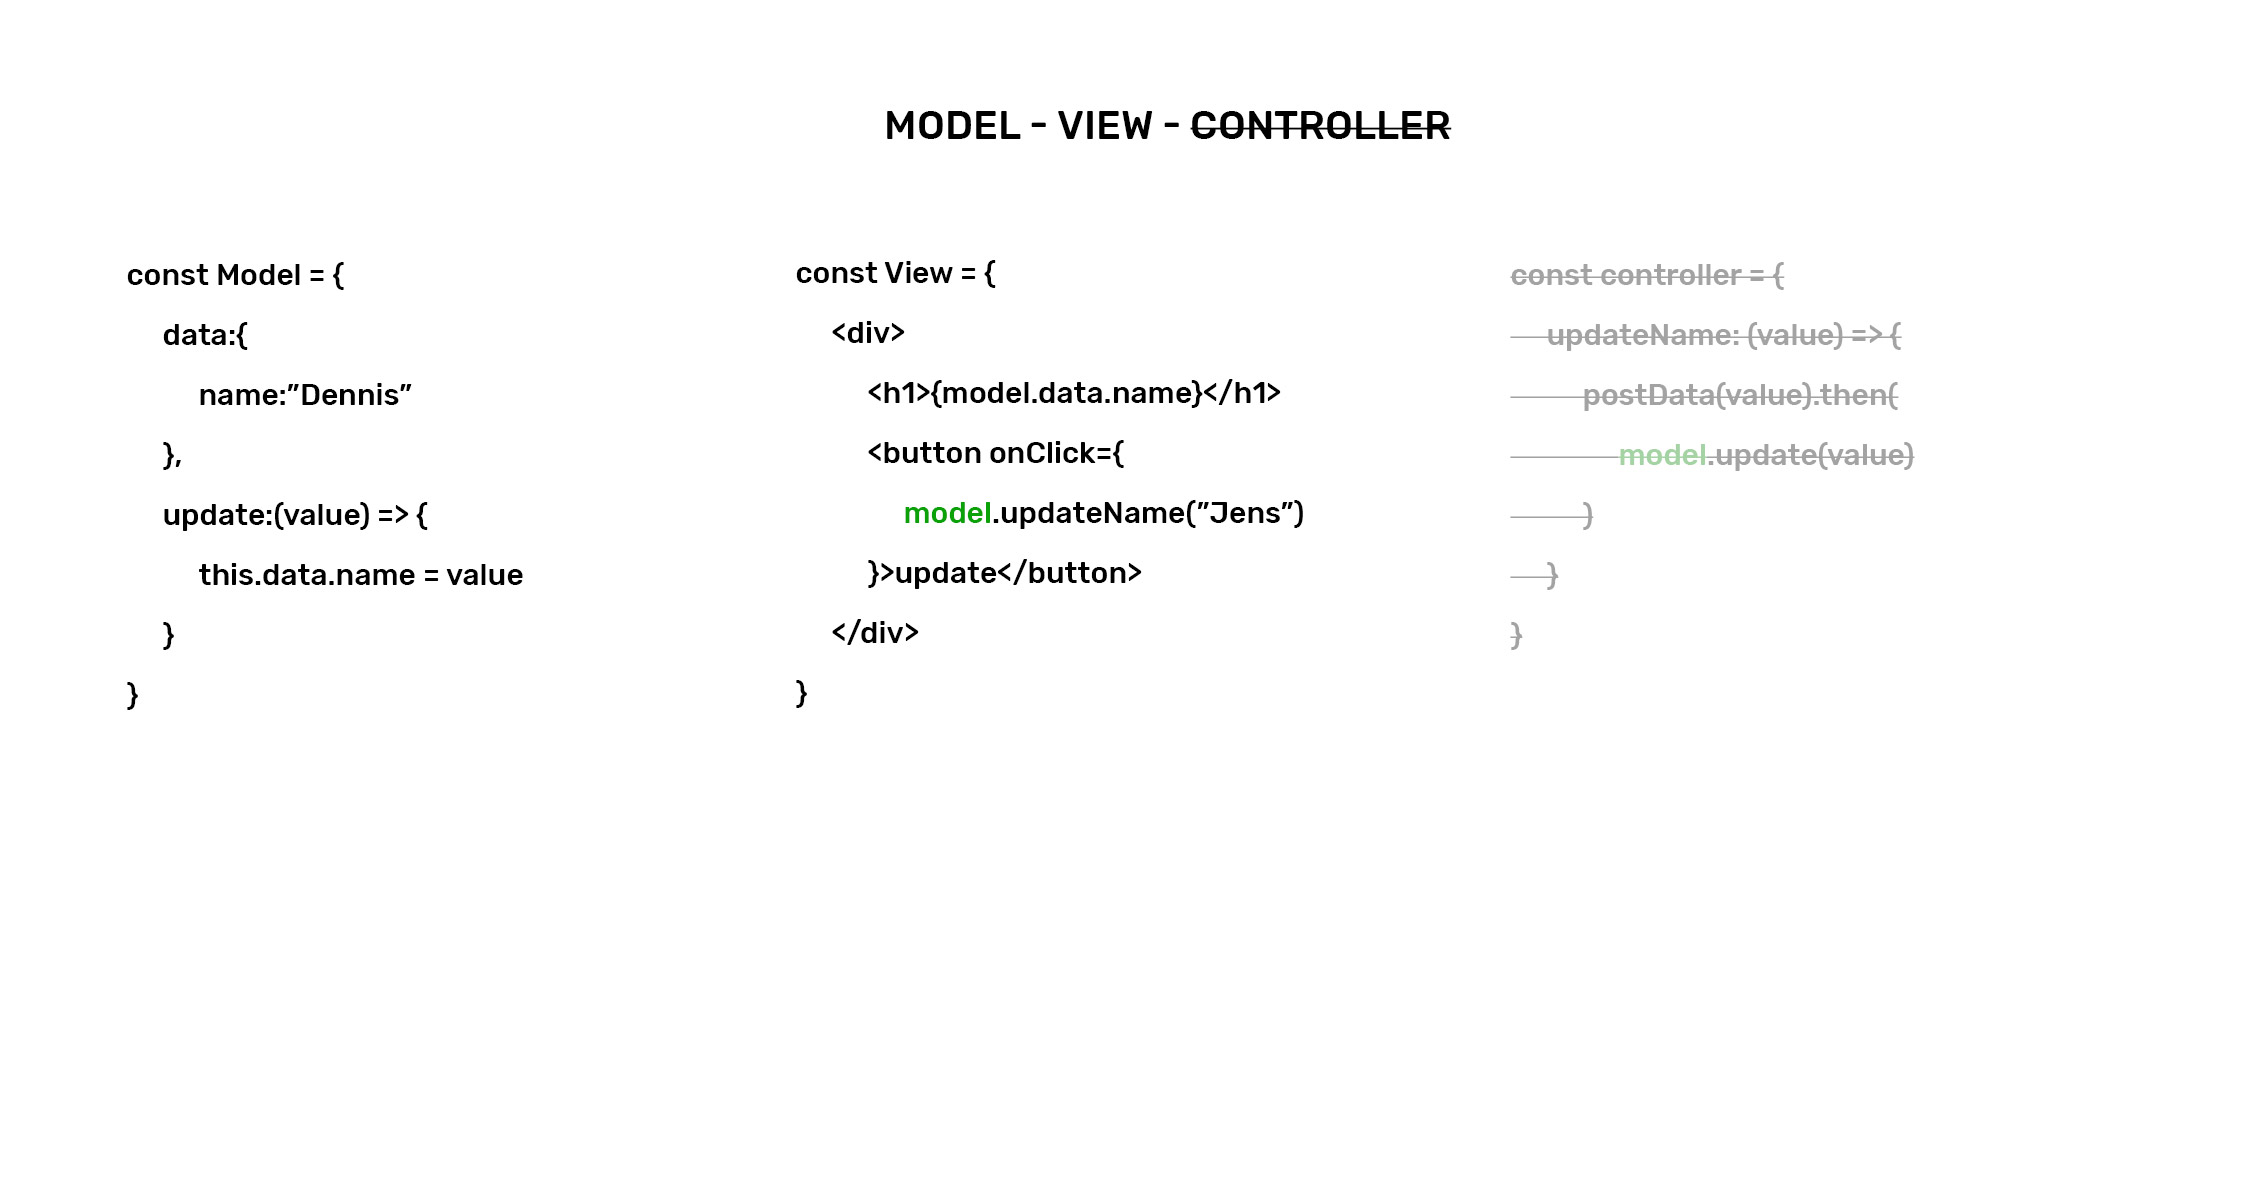 MODEL - VIEW - CONTROLLER
const Model = {
data:{
name:”Dennis”
},
update:(value) => {
this.data.name = value
}
}
const View = {
<div>
<h1>{model.data.name}</h1>
<button onClick={
model.updateName(”Jens”)
}>update</button>
</div>
}
const controller = {
updateName: (value) => {
postData(value).then(
model.update(value)
)
}
}